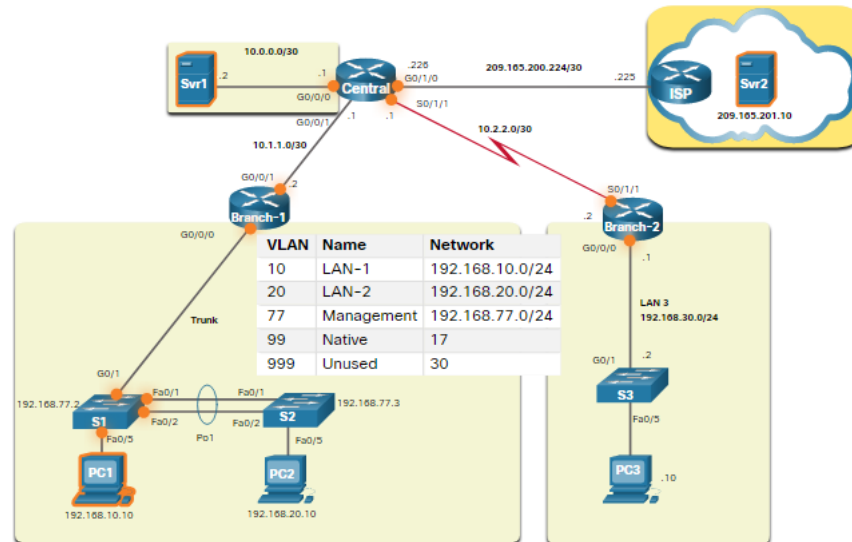 10.0.0.0/30
Svr1
.2
.1
G0/0/0
Central
.226
G0/1/0
209.165.200.224/30
.225
ISP
Svr2
209.165.201.10
G0/0/1
.1
.1
S0/1/1
10.1.1.0/30
10.2.2.0/30
G0/0/1
.2
Branch-1
G0/0/0
S0/1/1
.2
Branch-2
G0/0/0
.1
VLAN Name Network
10 LAN-1 192.168.10.0/24
20 LAN-2 192.168.20.0/24
77 Management 192.168.77.0/24
99 Native 17
999 Unused 30
Trunk
LAN 3
192.168.30.0/24
G0/1
192.168.77.2
S1
Fa0/1
Fa0/1
Fa0/2
Fa0/2
Po1
S2
192.168.77.3
Fa0/5
PC1
192.168.10.10
Fa0/5
PC2
192.168.20.10
G0/1
.2
S3
Fa0/5
PC3
.10